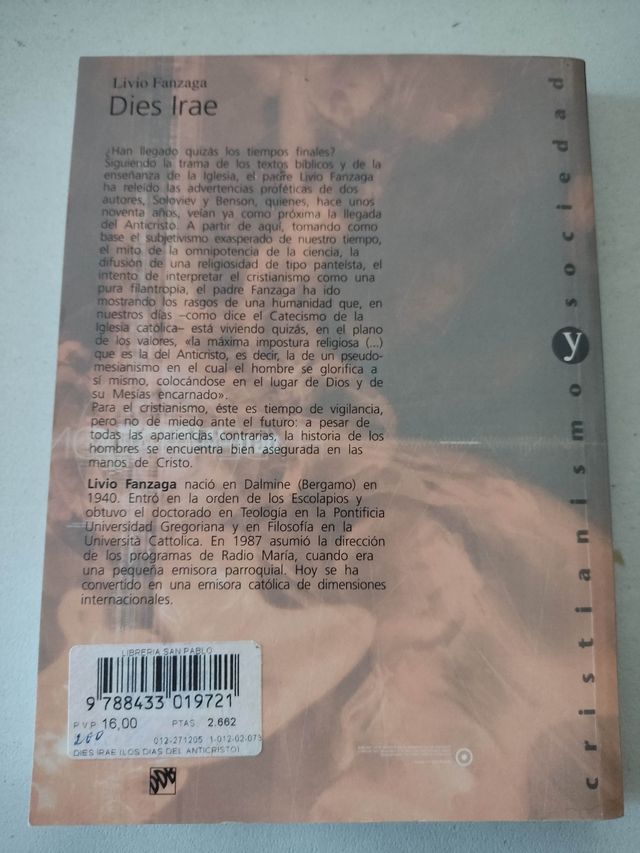 Livio Fanzaga
Dies Irae
¿Han llegado quizás los tiempos finales?
Siguiendo la trama de los textos bíblicos y de la
enseñanza de la Iglesia, el padre Livio Fanzaga
ha releído las advertencias proféticas de dos
autores, Soloviev y Benson, quienes, hace unos
noventa años, veían ya como próxima la llegada
del Anticristo. A partir de aquí, tomando como
base el subjetivismo exasperado de nuestro tiempo,
el mito de la omnipotencia de la ciencia, la
difusión de una religiosidad de tipo panteísta, el
intento de interpretar el cristianismo como una
pura filantropía, el padre Fanzaga ha ido
mostrando los rasgos de una humanidad que, en
nuestros días –como dice el Catecismo de la
Iglesia católica– está viviendo quizás, en el plano
de los valores, «la máxima impostura religiosa (...)
que es la del Anticristo, es decir, la de un pseudo-
mesianismo en el cual el hombre se glorifica a
sí mismo, colocándose en el lugar de Dios y de
su Mesías encarnado».
Para el cristianismo, éste es tiempo de vigilancia,
pero no de miedo ante el futuro: a pesar de
todas las apariencias contrarias, la historia de los
hombres se encuentra bien asegurada en las
manos de Cristo.
Livio Fanzaga nació en Dalmine (Bergamo) en
1940. Entró en la orden de los Escolapios y
obtuvo el doctorado en Teología en la Pontificia
Universidad Gregoriana y en Filosofía en la
Università Cattolica. En 1987 asumió la dirección
de los programas de Radio María, cuando era
una pequeña emisora parroquial. Hoy se ha
convertido en una emisora católica de dimensiones
internacionales.
cristianismo y sociedad
LIBRERIA SAN PABLO
9 788433 019721
P.V.P. 16,00 PTAS. 2.662
200
012-271205 1-012-02-073
DIES IRAE (LOS DIAS DEL ANTICRISTO)
DDB